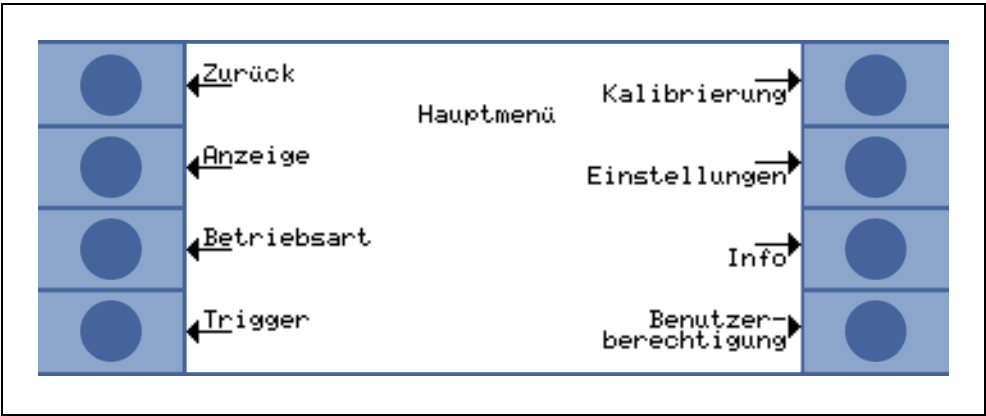 Zurück
Kalibrierung
Hauptmenü
Anzeige
Einstellungen
Betriebsart
Info
Trigger
Benutzer-
berechtigung